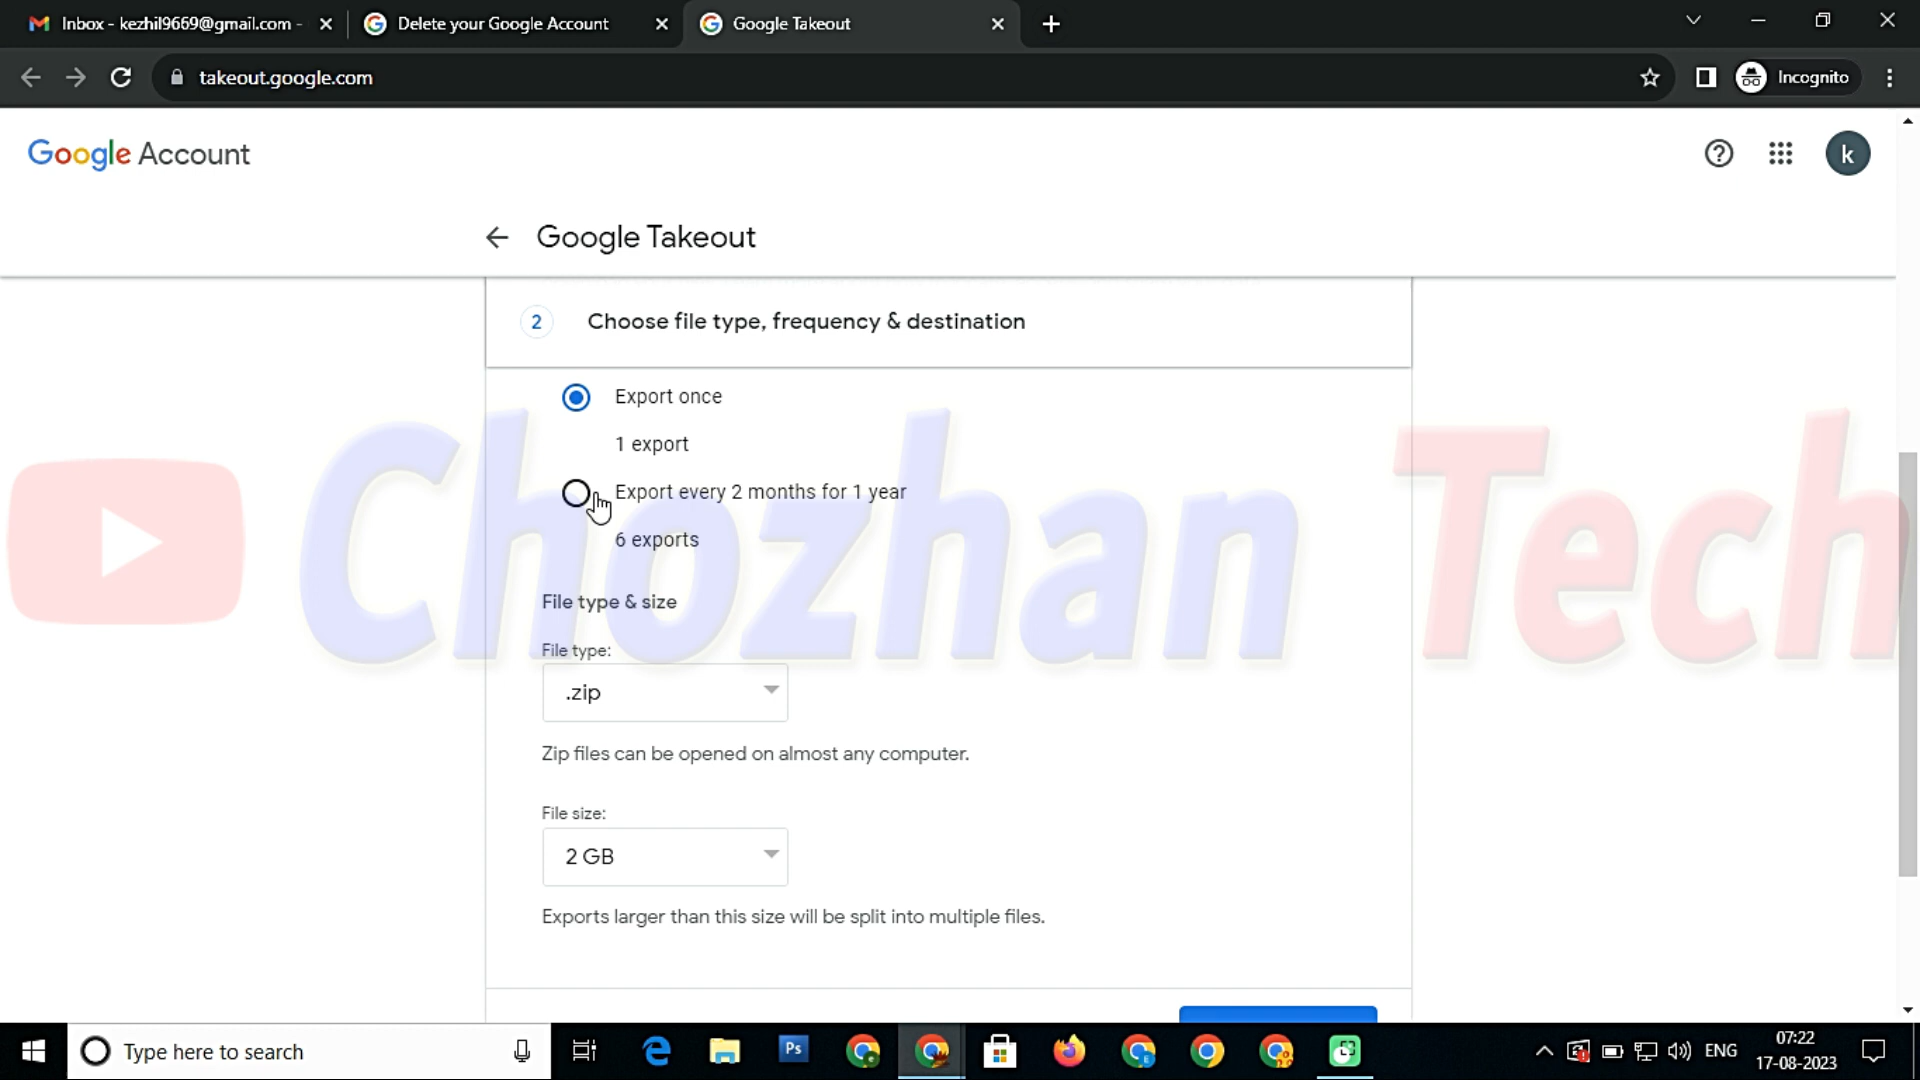 Inbox - kezhil9669@gmail.com -
Delete your Google Account
Google Takeout
takeout.google.com
Incognito
Google Account
k
Google Takeout
2 Choose file type, frequency & destination
Export once
1 export
Export every 2 months for 1 year
6 exports
Chozhan Tech
File type & size
File type:
.zip
Zip files can be opened on almost any computer.
File size:
2 GB
Exports larger than this size will be split into multiple files.
Type here to search
Ps
ENG
07:22
17-08-2023